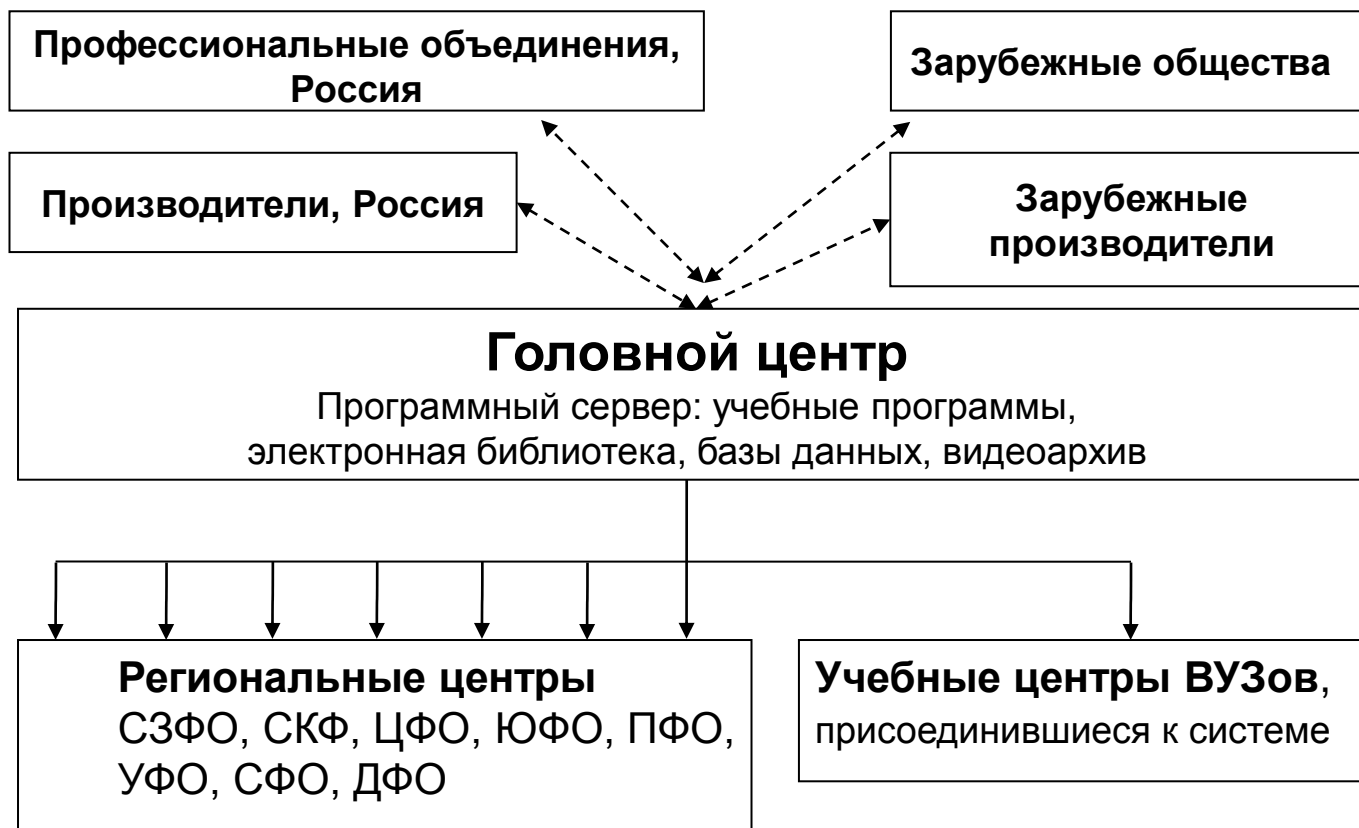 Профессиональные объединения,
Россия
Зарубежные общества
Производители, Россия
Зарубежные
производители
Головной центр
Программный сервер: учебные программы,
электронная библиотека, базы данных, видеоархив
Региональные центры
СЗФО, СКФ, ЦФО, ЮФО, ПФО,
УФО, СФО, ДФО
Учебные центры ВУЗов,
присоединившиеся к системе